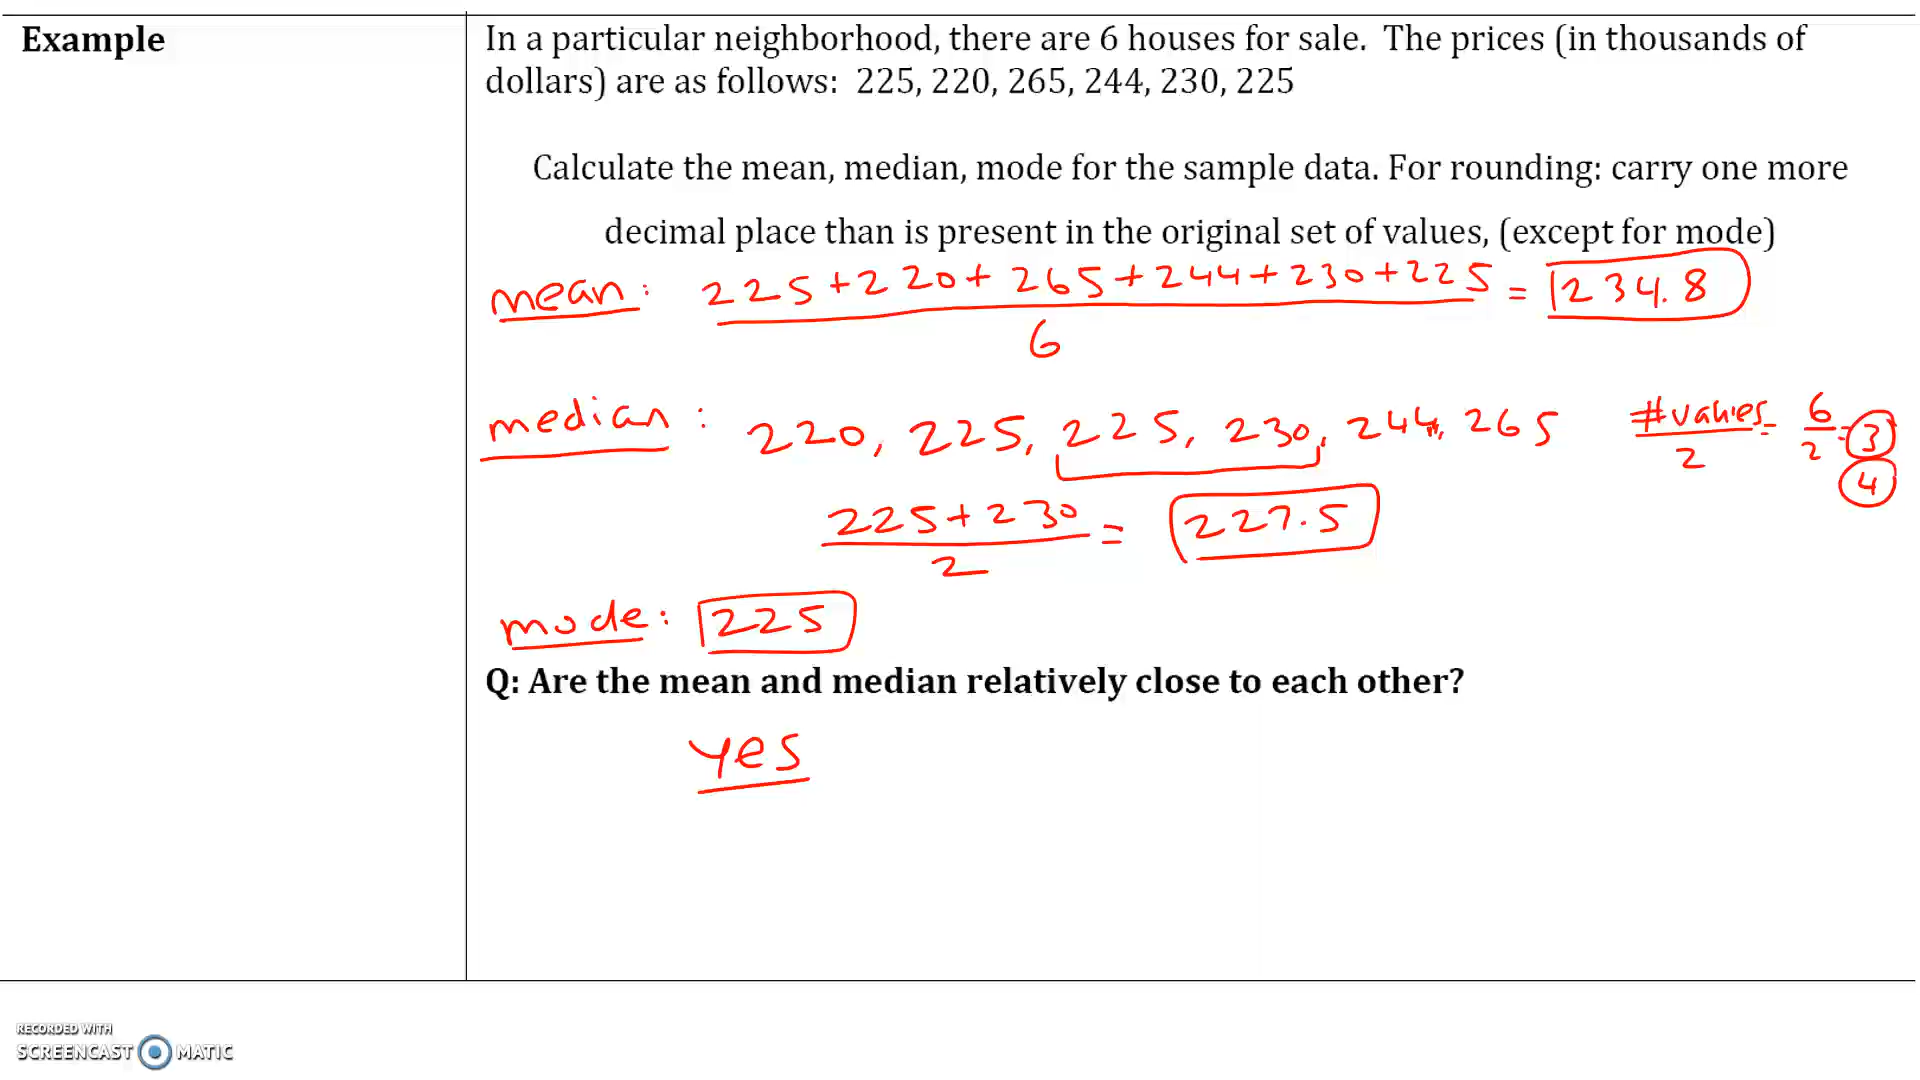 Example
In a particular neighborhood, there are 6 houses for sale. The prices (in thousands of
dollars) are as follows: 225, 220, 265, 244, 230, 225
Calculate the mean, median, mode for the sample data. For rounding: carry one more
decimal place than is present in the original set of values, (except for mode)
mean: 225+220+265+244+230+225 = 234.8
6
median: 220, 225, 225, 230, 244, 265 #values = 6 = 3
2 2 4
225+230 = 227.5
2
mode: 225
Q: Are the mean and median relatively close to each other?
yes
RECORDED WITH
SCREENCAST MATIC